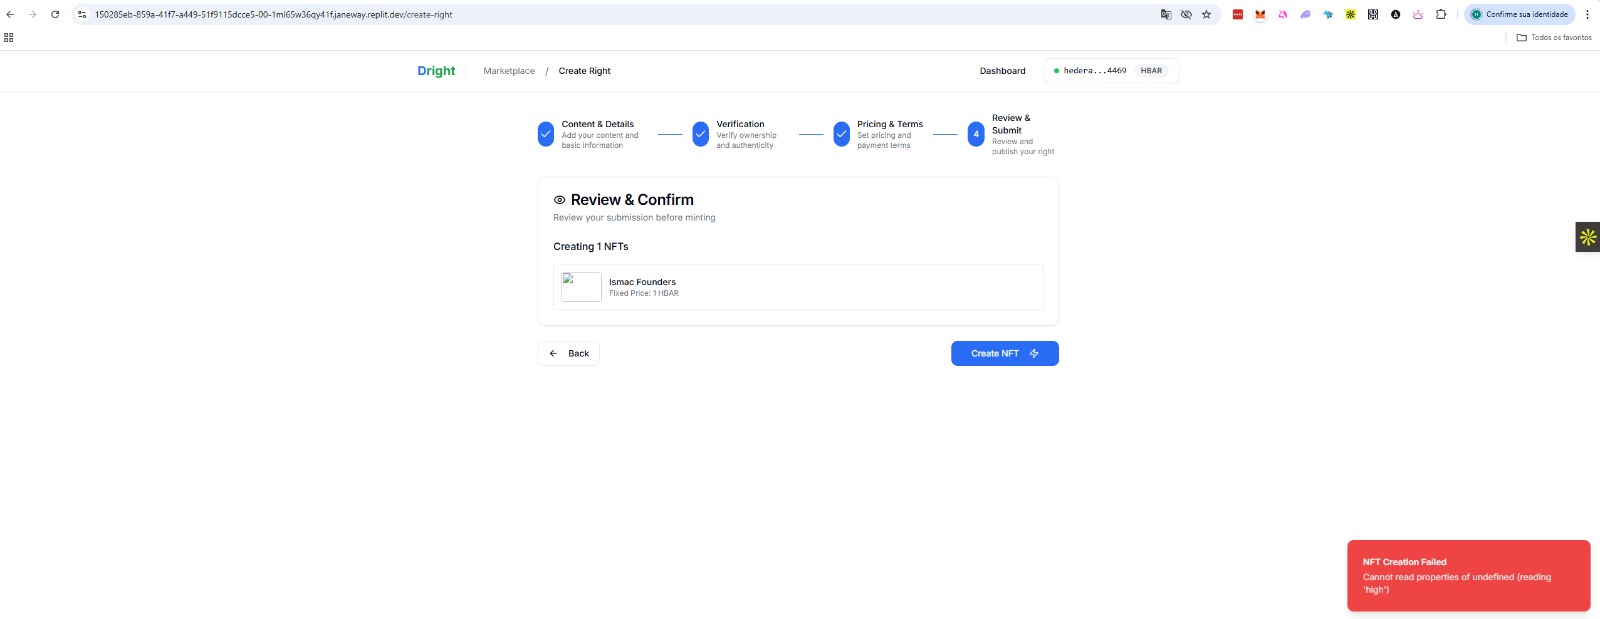 150285eb-859a-41f7-a449-51f9115dcce5-00-1ml65w36qy41f.janeway.replit.dev/create-right
Confirme sua identidade
Todos os favoritos
Dright
Marketplace / Create Right
Dashboard
hedera...4469 HBAR
Content & Details
Add your content and
basic information
Verification
Verify ownership
and authenticity
Pricing & Terms
Set pricing and
payment terms
4
Review &
Submit
Review and
publish your right
Review & Confirm
Review your submission before minting
Creating 1 NFTs
Ismac Founders
Fixed Price: 1 HBAR
Back
Create NFT
NFT Creation Failed
Cannot read properties of undefined (reading
'high')